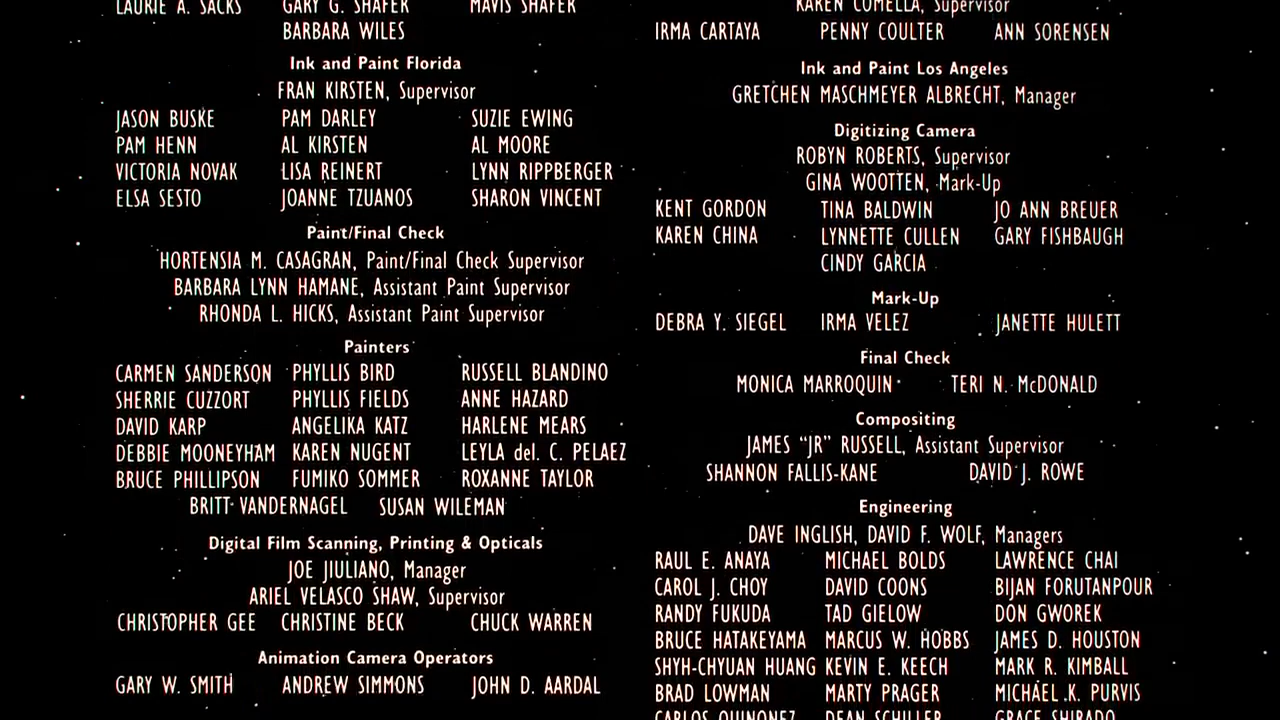 LAURIE A. SACKS GARY G. SHAFER MAVIS SHAFER
BARBARA WILES
Ink and Paint Florida
FRAN KIRSTEN, Supervisor
JASON BUSKE PAM DARLEY SUZIE EWING
PAM HENN AL KIRSTEN AL MOORE
VICTORIA NOVAK LISA REINERT LYNN RIPPBERGER
ELSA SESTO JOANNE TZUANOS SHARON VINCENT
Paint/Final Check
HORTENSIA M. CASAGRAN, Paint/Final Check Supervisor
BARBARA LYNN HAMANE, Assistant Paint Supervisor
RHONDA L. HICKS, Assistant Paint Supervisor
Painters
CARMEN SANDERSON PHYLLIS BIRD RUSSELL BLANDINO
SHERRIE CUZZORT PHYLLIS FIELDS ANNE HAZARD
DAVID KARP ANGELIKA KATZ HARLENE MEARS
DEBBIE MOONEYHAM KAREN NUGENT LEYLA del. C. PELAEZ
BRUCE PHILLIPSON FUMIKO SOMMER ROXANNE TAYLOR
BRITT VANDERNAGEL SUSAN WILEMAN
Digital Film Scanning, Printing & Opticals
JOE JIULIANO, Manager
ARIEL VELASCO SHAW, Supervisor
CHRISTOPHER GEE CHRISTINE BECK CHUCK WARREN
Animation Camera Operators
GARY W. SMITH ANDREW SIMMONS JOHN D. AARDAL
KAREN COMELLA, Supervisor
IRMA CARTAYA PENNY COULTER ANN SORENSEN
Ink and Paint Los Angeles
GRETCHEN MASCHMEYER ALBRECHT, Manager
Digitizing Camera
ROBYN ROBERTS, Supervisor
GINA WOOTTEN, Mark-Up
KENT GORDON TINA BALDWIN JO ANN BREUER
KAREN CHINA LYNNETTE CULLEN GARY FISHBAUGH
CINDY GARCIA
Mark-Up
DEBRA Y. SIEGEL IRMA VELEZ JANETTE HULETT
Final Check
MONICA MARROQUIN TERI N. McDONALD
Compositing
JAMES “JR” RUSSELL, Assistant Supervisor
SHANNON FALLIS-KANE DAVID J. ROWE
Engineering
DAVE INGLISH, DAVID F. WOLF, Managers
RAUL E. ANAYA MICHAEL BOLDS LAWRENCE CHAI
CAROL J. CHOY DAVID COONS BIJAN FORUTANPOUR
RANDY FUKUDA TAD GIELOW DON GWOREK
BRUCE HATAKEYAMA MARCUS W. HOBBS JAMES D. HOUSTON
SHYH-CHYUAN HUANG KEVIN E. KEECH MARK R. KIMBALL
BRAD LOWMAN MARTY PRAGER MICHAEL K. PURVIS
CARLOS QUINONEZ DEAN SCHILLER GRACE SHIRADO